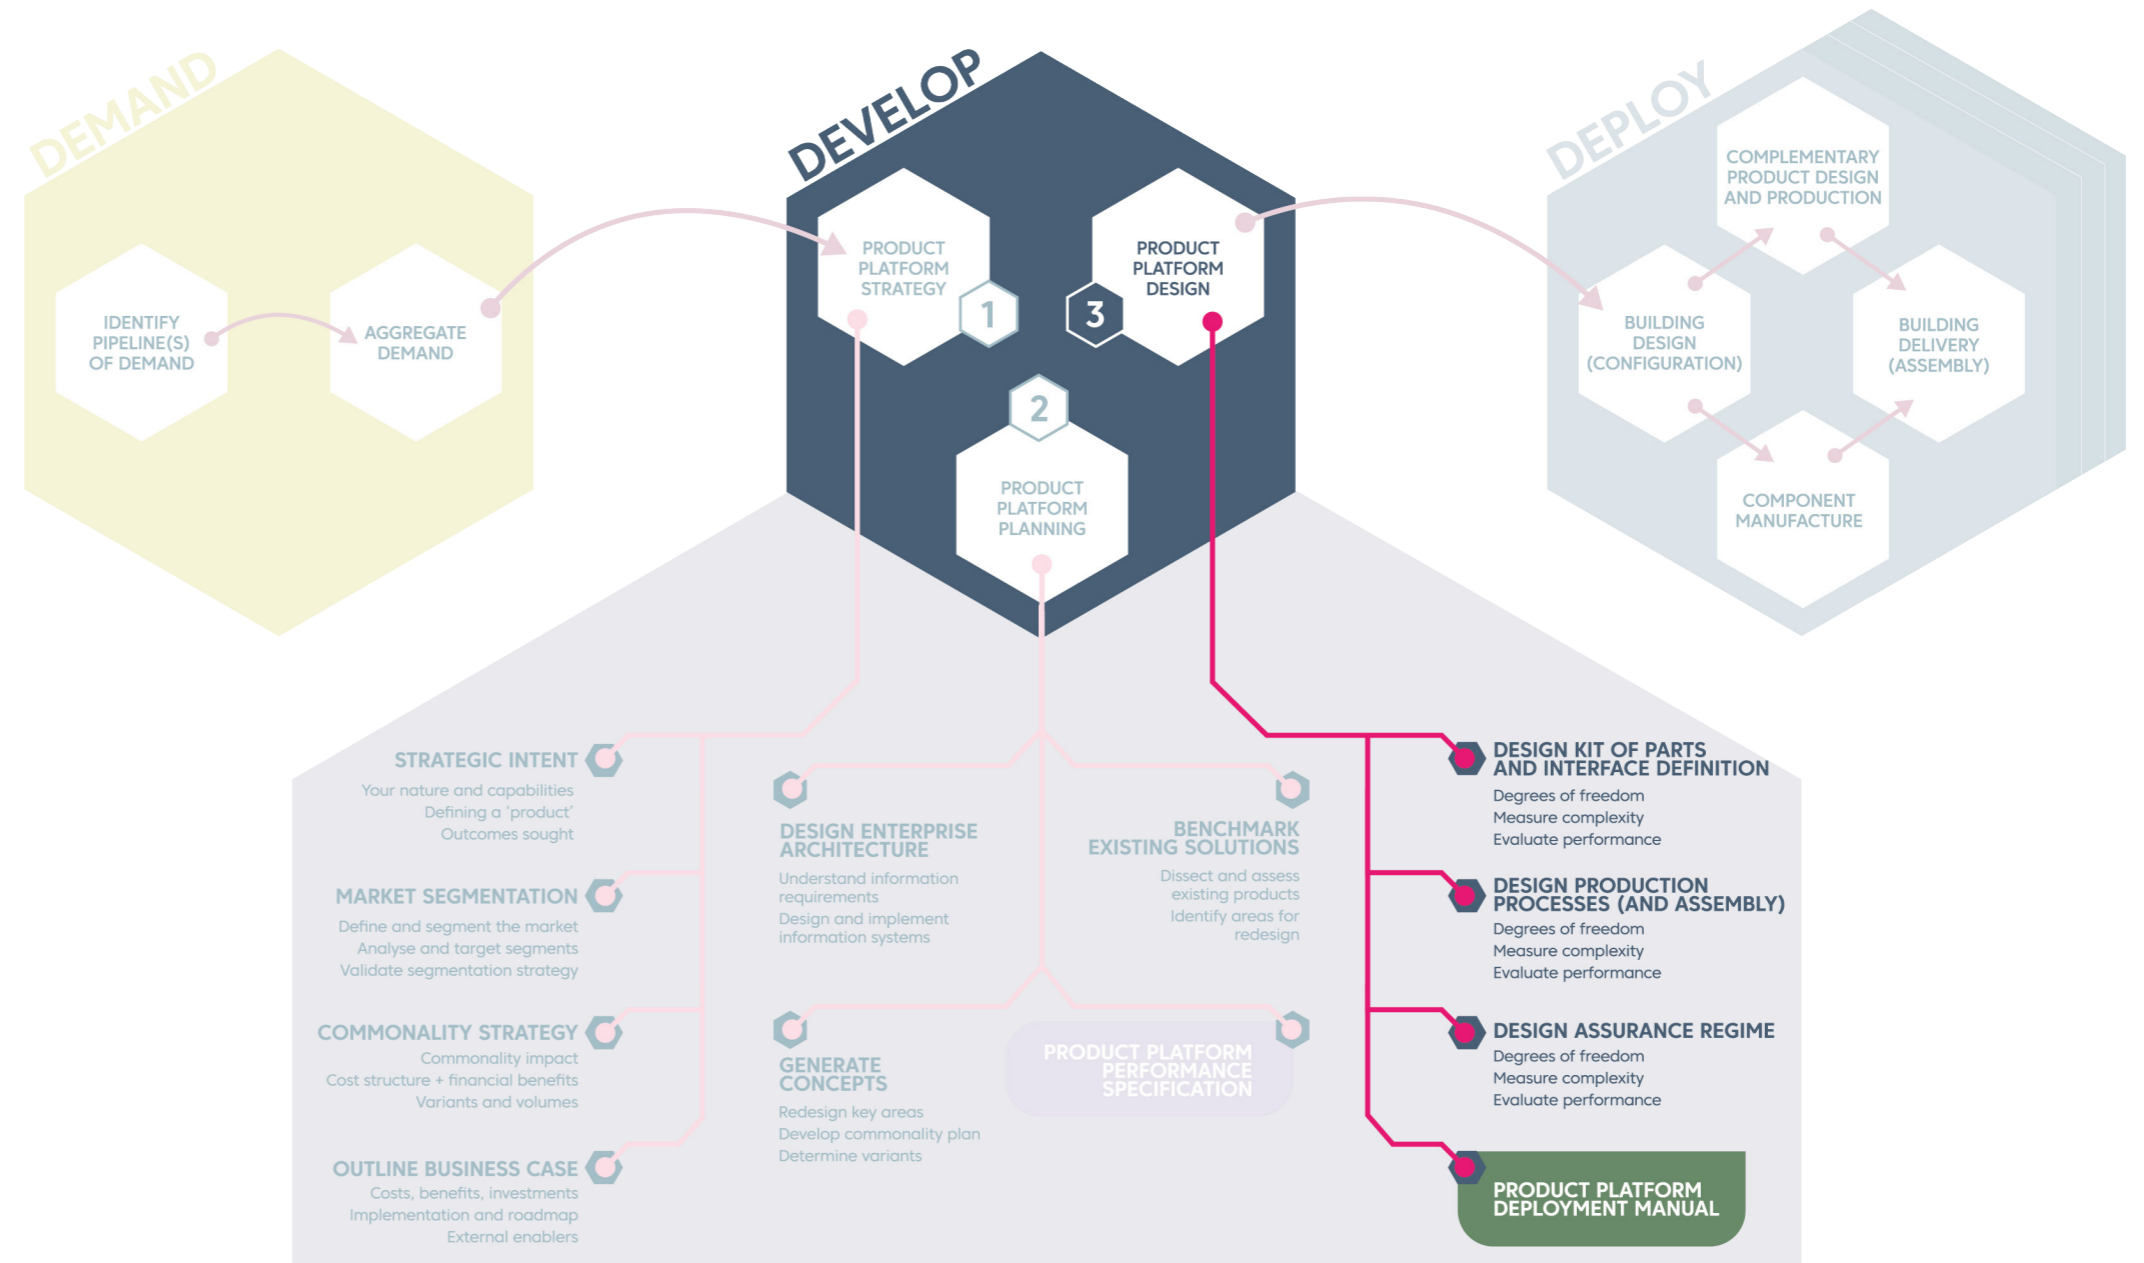 DEMAND
IDENTIFY
PIPELINE(S)
OF DEMAND
AGGREGATE
DEMAND
DEVELOP
PRODUCT
PLATFORM
STRATEGY
1
PRODUCT
PLATFORM
DESIGN
3
2
PRODUCT
PLATFORM
PLANNING
DEPLOY
COMPLEMENTARY
PRODUCT DESIGN
AND PRODUCTION
BUILDING
DESIGN
(CONFIGURATION)
BUILDING
DELIVERY
(ASSEMBLY)
COMPONENT
MANUFACTURE
STRATEGIC INTENT
Your nature and capabilities
Defining a 'product'
Outcomes sought
MARKET SEGMENTATION
Define and segment the market
Analyse and target segments
Validate segmentation strategy
COMMONALITY STRATEGY
Commonality impact
Cost structure + financial benefits
Variants and volumes
OUTLINE BUSINESS CASE
Costs, benefits, investments
Implementation and roadmap
External enablers
DESIGN ENTERPRISE
ARCHITECTURE
Understand information
requirements
Design and implement
information systems
GENERATE
CONCEPTS
Redesign key areas
Develop commonality plan
Determine variants
BENCHMARK
EXISTING SOLUTIONS
Dissect and assess
existing products
Identify areas for
redesign
PRODUCT PLATFORM
PERFORMANCE
SPECIFICATION
DESIGN KIT OF PARTS
AND INTERFACE DEFINITION
Degrees of freedom
Measure complexity
Evaluate performance
DESIGN PRODUCTION
PROCESSES (AND ASSEMBLY)
Degrees of freedom
Measure complexity
Evaluate performance
DESIGN ASSURANCE REGIME
Degrees of freedom
Measure complexity
Evaluate performance
PRODUCT PLATFORM
DEPLOYMENT MANUAL